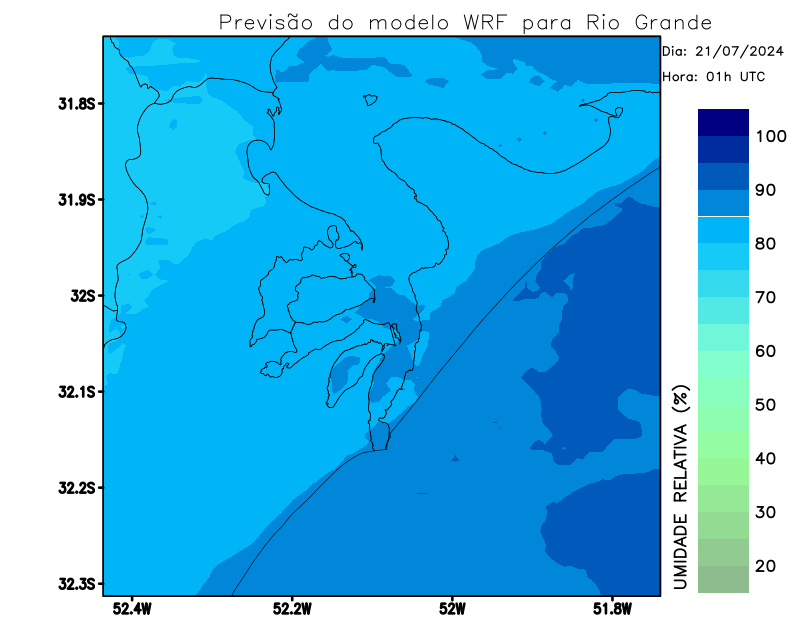 Previsão do modelo WRF para Rio Grande
Dia: 21/07/2024
Hora: 01h UTC
31.8S
31.9S
32S
32.1S
32.2S
32.3S
52.4W
52.2W
52W
51.8W
UMIDADE RELATIVA (%)
100
90
80
70
60
50
40
30
20